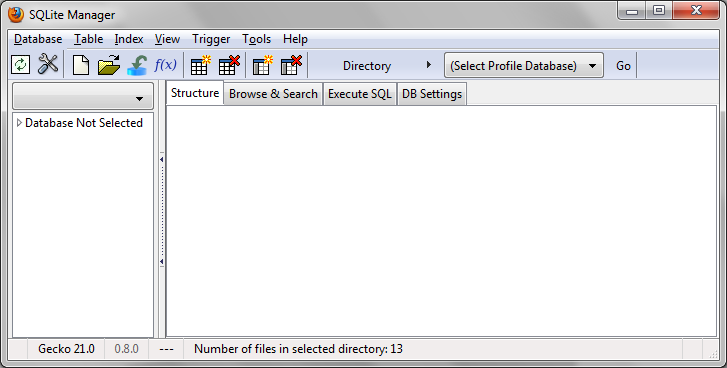 SQLite Manager
Database Table Index View Trigger Tools Help
f(x) Directory (Select Profile Database) Go
Structure Browse & Search Execute SQL DB Settings
Database Not Selected
Gecko 21.0 0.8.0 --- Number of files in selected directory: 13